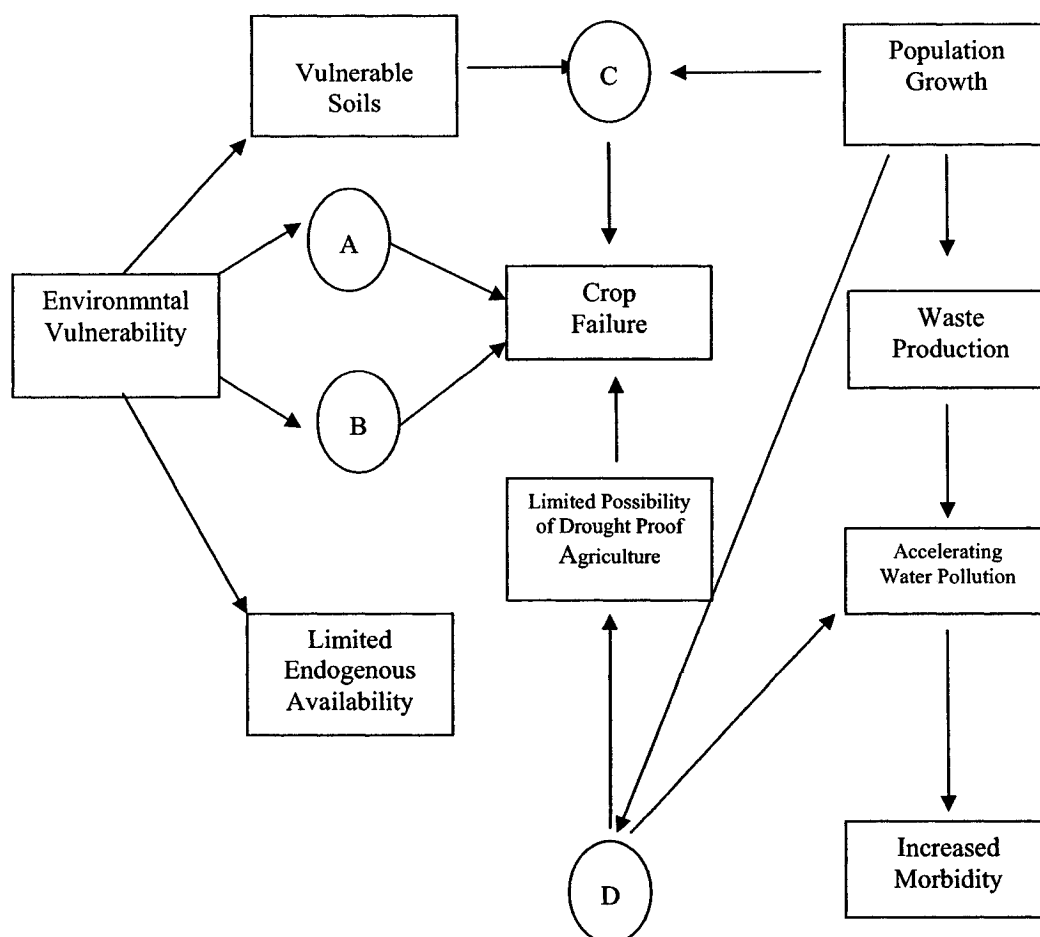 Vulnerable
Soils
C
Population
Growth
A
Environmntal
Vulnerability
Crop
Failure
Waste
Production
B
Limited Possibility
of Drought Proof
Agriculture
Accelerating
Water Pollution
Limited
Endogenous
Availability
D
Increased
Morbidity